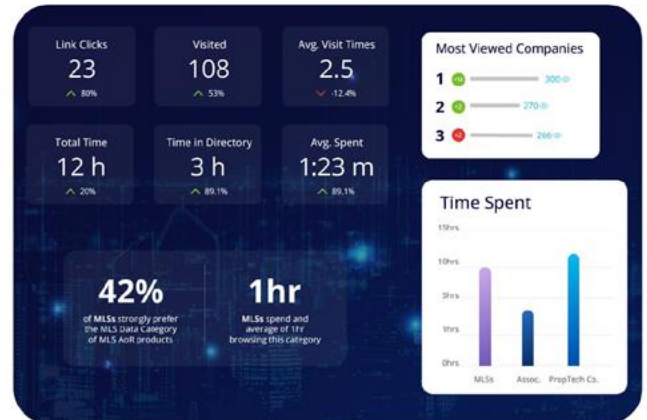 Link Clicks
23
80%
Visited
108
53%
Avg. Visit Times
2.5
-12.4%
Total Time
12 h
20%
Time in Directory
3 h
89.1%
Avg. Spent
1:23 m
89.1%
42%
of MLSs strongly prefer
the MLS Data Category
of MLS AoR products
1hr
MLSs spend and
average of 1hr
browsing this category
Most Viewed Companies
1 300
2 +2 270
3 266
Time Spent
15hrs
10hrs
1hrs
0hrs
MLSs Assoc. PropTech Co.